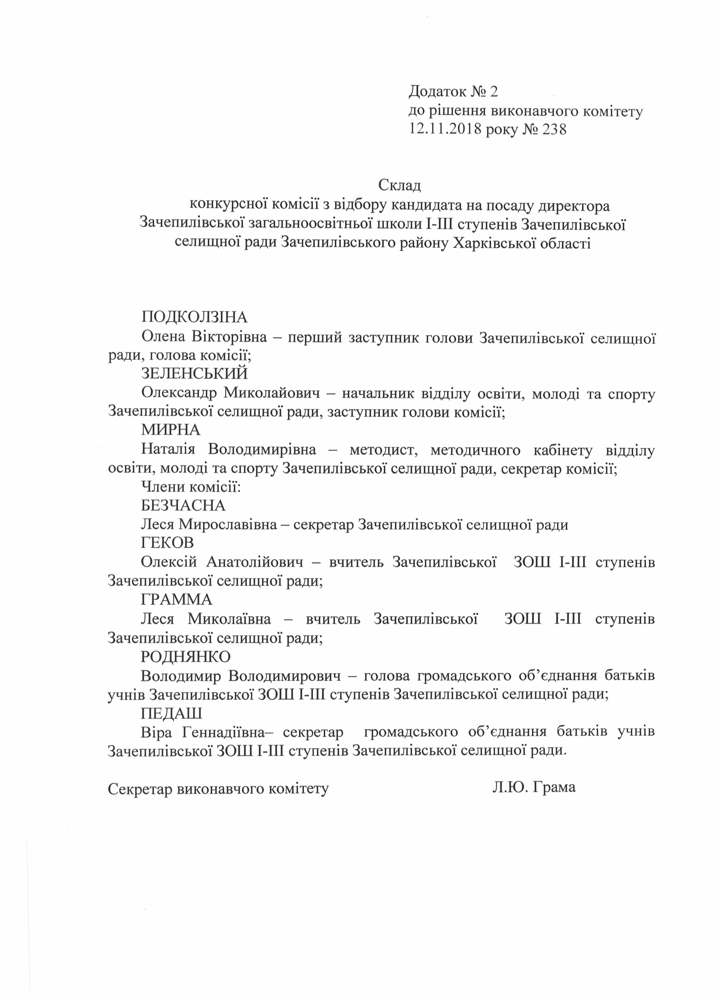 Додаток № 2
до рішення виконавчого комітету
12.11.2018 року № 238
Склад
конкурсної комісії з відбору кандидата на посаду директора
Зачепилівської загальноосвітньої школи І-ІІІ ступенів Зачепилівської
селищної ради Зачепилівського району Харківської області
ПОДКОЛЗІНА
Олена Вікторівна – перший заступник голови Зачепилівської селищної
ради, голова комісії;
ЗЕЛЕНСЬКИЙ
Олександр Миколайович – начальник відділу освіти, молоді та спорту
Зачепилівської селищної ради, заступник голови комісії;
МИРНА
Наталія Володимирівна – методист, методичного кабінету відділу
освіти, молоді та спорту Зачепилівської селищної ради, секретар комісії;
Члени комісії:
БЕЗЧАСНА
Леся Мирославівна – секретар Зачепилівської селищної ради
ГЕКОВ
Олексій Анатолійович – вчитель Зачепилівської ЗОШ І-ІІІ ступенів
Зачепилівської селищної ради;
ГРАММА
Леся Миколаївна – вчитель Зачепилівської ЗОШ І-ІІІ ступенів
Зачепилівської селищної ради;
РОДНЯНКО
Володимир Володимирович – голова громадського об’єднання батьків
учнів Зачепилівської ЗОШ І-ІІІ ступенів Зачепилівської селищної ради;
ПЕДАШ
Віра Геннадіївна– секретар громадського об’єднання батьків учнів
Зачепилівської ЗОШ І-ІІІ ступенів Зачепилівської селищної ради.
Секретар виконавчого комітету Л.Ю. Грама